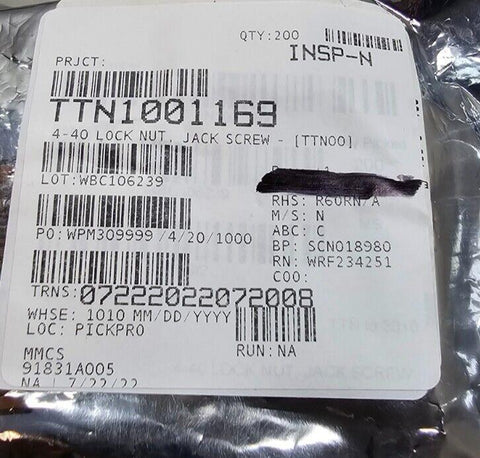 QTY:200
PRJCT:
INSP-N
TTN1001169
4-40 LOCK NUT, JACK SCREW - [TTN00]
LOT:WBC106239
RHS: R60RN/A
M/S: N
ABC: C
PO:WPM309999 /4/20/1000
BP: SCN018980
RN: WRF234251
COO:
TRNS:07222022072008
WHSE: 1010 MM/DD/YYYY
LOC: PICKPRO
RUN:NA
MMCS
91831A005
NA | 7/22/22
4-40 LOCK NUT, JACK SCREW